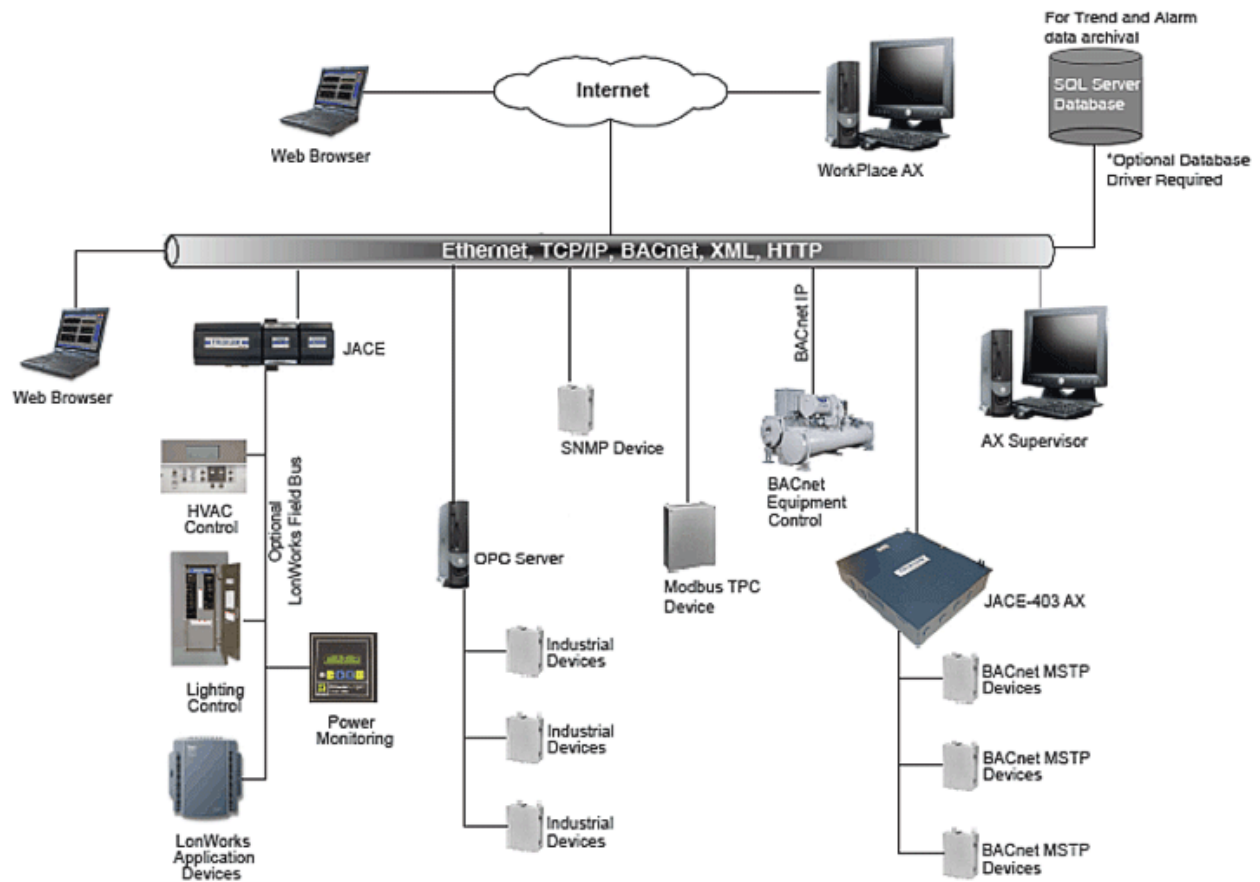 For Trend and Alarm
data archival
SQL Server
Database
*Optional Database
Driver Required
Internet
Web Browser
WorkPlace AX
Ethernet, TCP/IP, BACnet, XML, HTTP
Web Browser
JACE
BACnet IP
AX Supervisor
SNMP Device
HVAC
Control
Optional
LonWorks Field Bus
OPC Server
Modbus TPC
Device
BACnet
Equipment
Control
JACE-403 AX
Lighting
Control
Power
Monitoring
LonWorks
Application
Devices
Industrial
Devices
Industrial
Devices
Industrial
Devices
BACnet MSTP
Devices
BACnet MSTP
Devices
BACnet MSTP
Devices